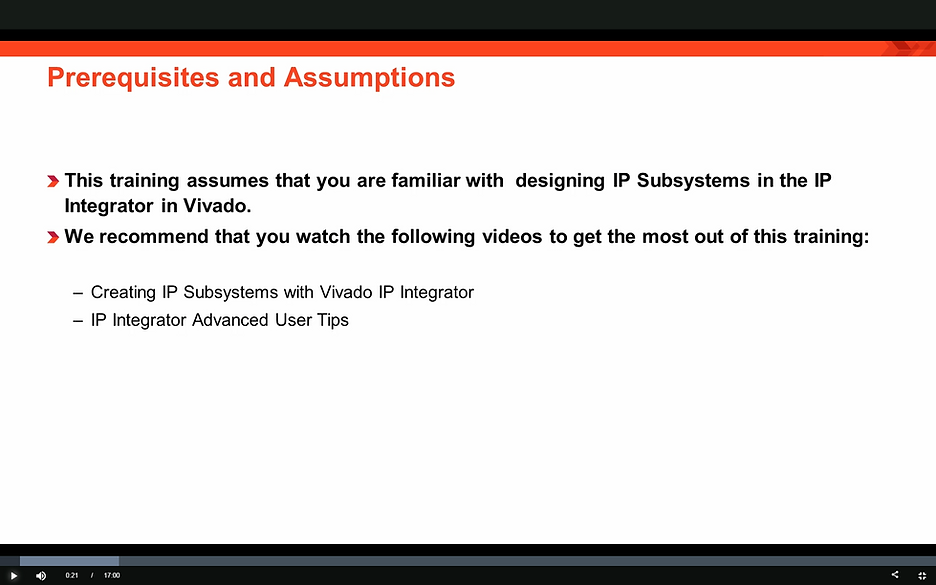 Prerequisites and Assumptions
This training assumes that you are familiar with  designing IP Subsystems in the IP
Integrator in Vivado.
We recommend that you watch the following videos to get the most out of this training:
– Creating IP Subsystems with Vivado IP Integrator
– IP Integrator Advanced User Tips
0:21 / 17:00